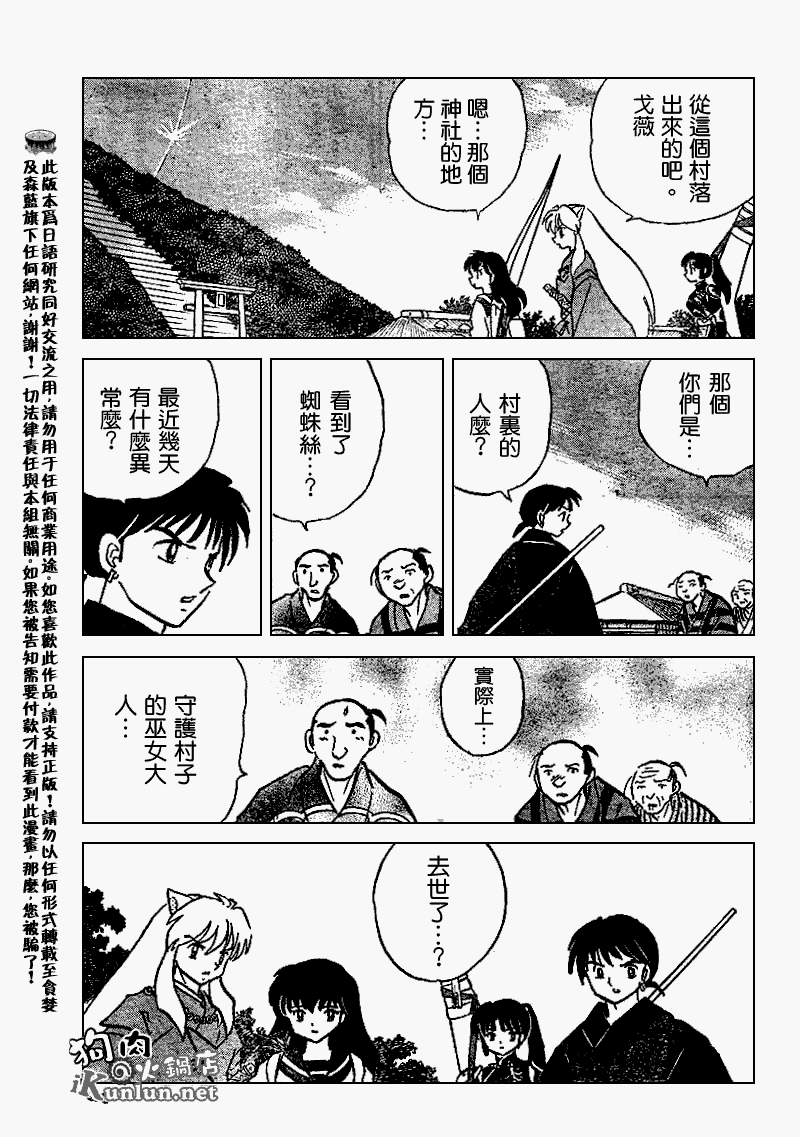 從這個村落
出來的吧。
戈薇
嗯…那個
神社的地
方…
那個
你們是…
村裏的
人麼？
看到了
蜘蛛絲…？
最近幾天
有什麼異
常麼？
實際上…
守護村子
的巫女大
人…
去世了…？
此版本爲日語研究同好交流之用，請勿用于任何商業用途。如您喜歡此作品，請支持正版！請勿以任何形式轉載至貪婪
及森藍旗下任何網站，謝謝！一切法律責任與本組無關。如果您被告知需要付款才能看到此漫畫，那麼，您被騙了！
狗肉
の火鍋店
iKunlun.net